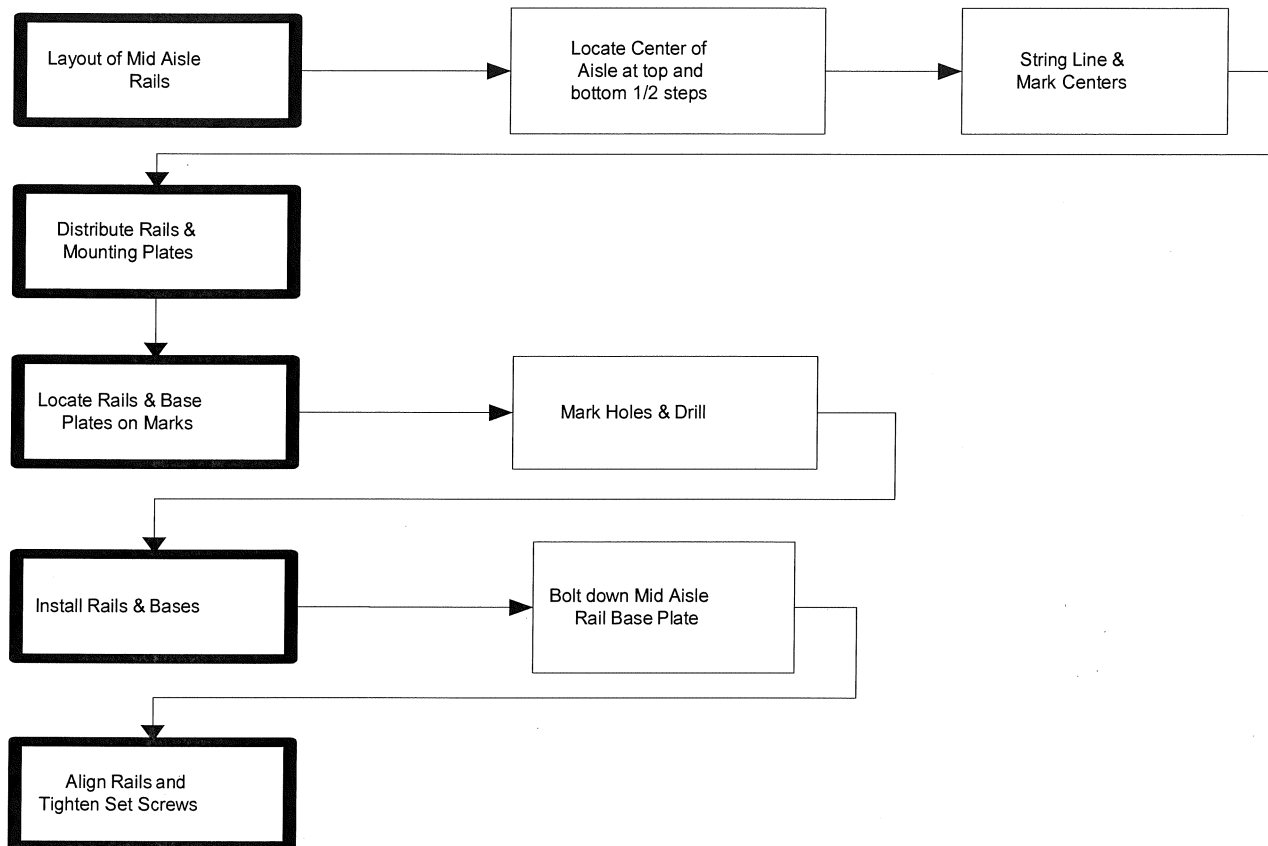 Layout of Mid Aisle
Rails
Locate Center of
Aisle at top and
bottom 1/2 steps
String Line &
Mark Centers
Distribute Rails &
Mounting Plates
Locate Rails & Base
Plates on Marks
Mark Holes & Drill
Install Rails & Bases
Bolt down Mid Aisle
Rail Base Plate
Align Rails and
Tighten Set Screws